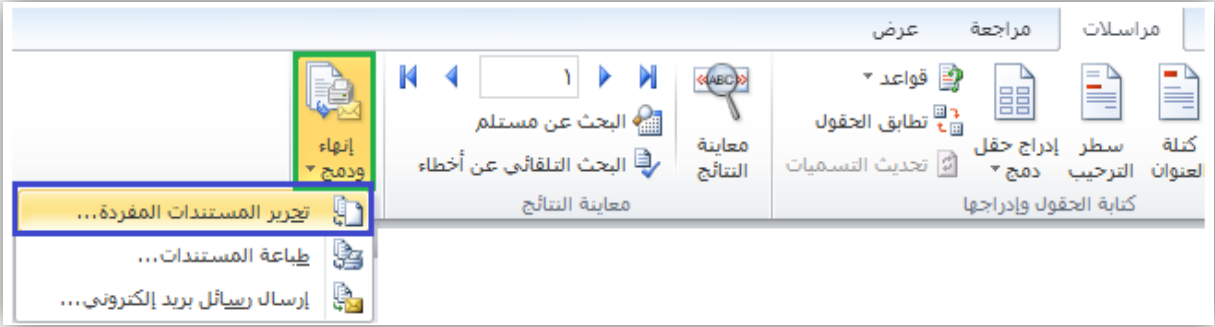 مراسلات مراجعة عرض
كتلة العنوان
سطر الترحيب
إدراج حقل دمج
قواعد
تطابق الحقول
تحديث التسميات
كتابة الحقول وإدراجها
«ABC»
معاينة النتائج
١
البحث عن مستلم
البحث التلقائي عن أخطاء
معاينة النتائج
إنهاء ودمج
تحرير المستندات المفردة...
طباعة المستندات...
إرسال رسائل بريد إلكتروني...